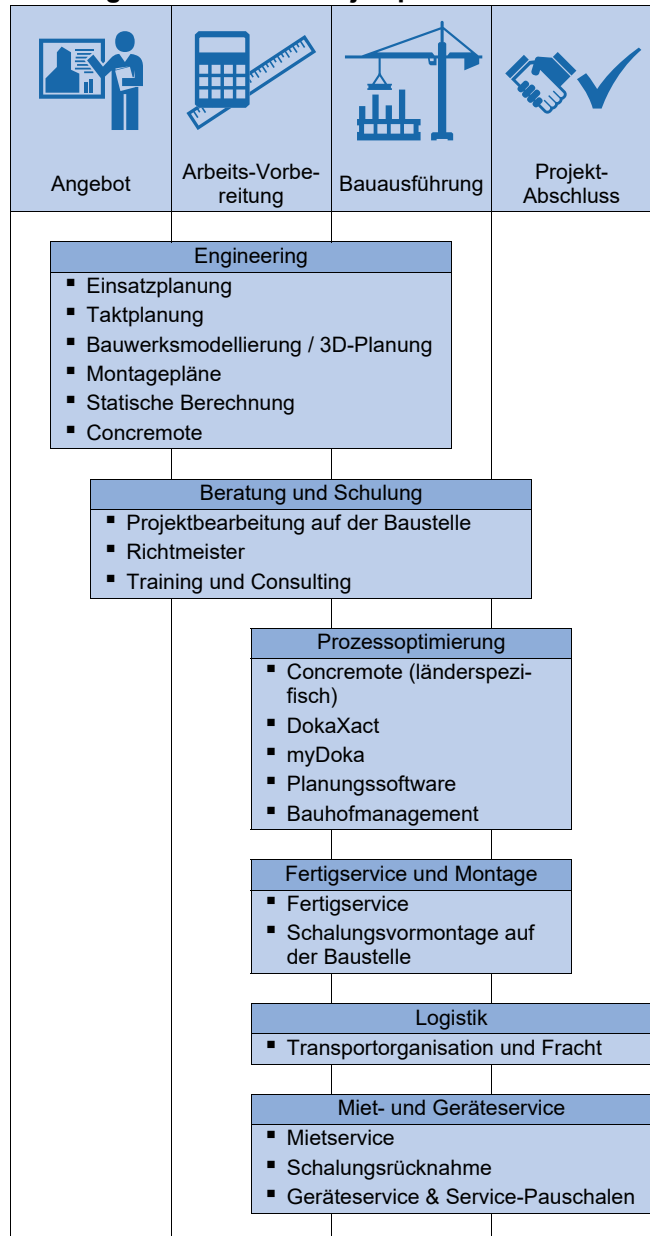 Angebot
Arbeits-Vorbe-
reitung
Bauausführung
Projekt-
Abschluss
Engineering
▪ Einsatzplanung
▪ Taktplanung
▪ Bauwerksmodellierung / 3D-Planung
▪ Montagepläne
▪ Statische Berechnung
▪ Concremote
Beratung und Schulung
▪ Projektbearbeitung auf der Baustelle
▪ Richtmeister
▪ Training und Consulting
Prozessoptimierung
▪ Concremote (länderspezi-
fisch)
▪ DokaXact
▪ myDoka
▪ Planungssoftware
▪ Bauhofmanagement
Fertigservice und Montage
▪ Fertigservice
▪ Schalungsvormontage auf
der Baustelle
Logistik
▪ Transportorganisation und Fracht
Miet- und Geräteservice
▪ Mietservice
▪ Schalungsrücknahme
▪ Geräteservice & Service-Pauschalen